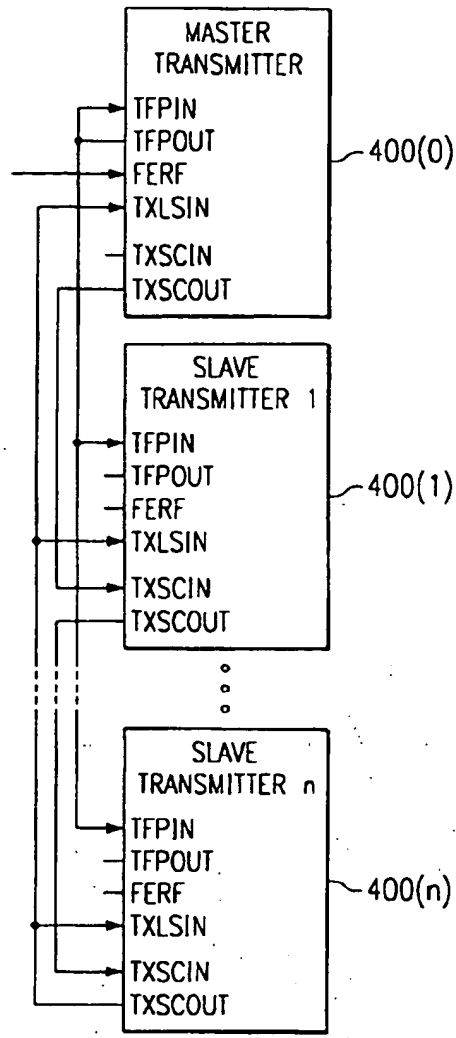 MASTER
TRANSMITTER
TFPIN
TFPOUT
FERF
TXLSIN
TXSCIN
TXSCOUT
400(0)
SLAVE
TRANSMITTER 1
TFPIN
TFPOUT
FERF
TXLSIN
TXSCIN
TXSCOUT
400(1)
SLAVE
TRANSMITTER n
TFPIN
TFPOUT
FERF
TXLSIN
TXSCIN
TXSCOUT
400(n)